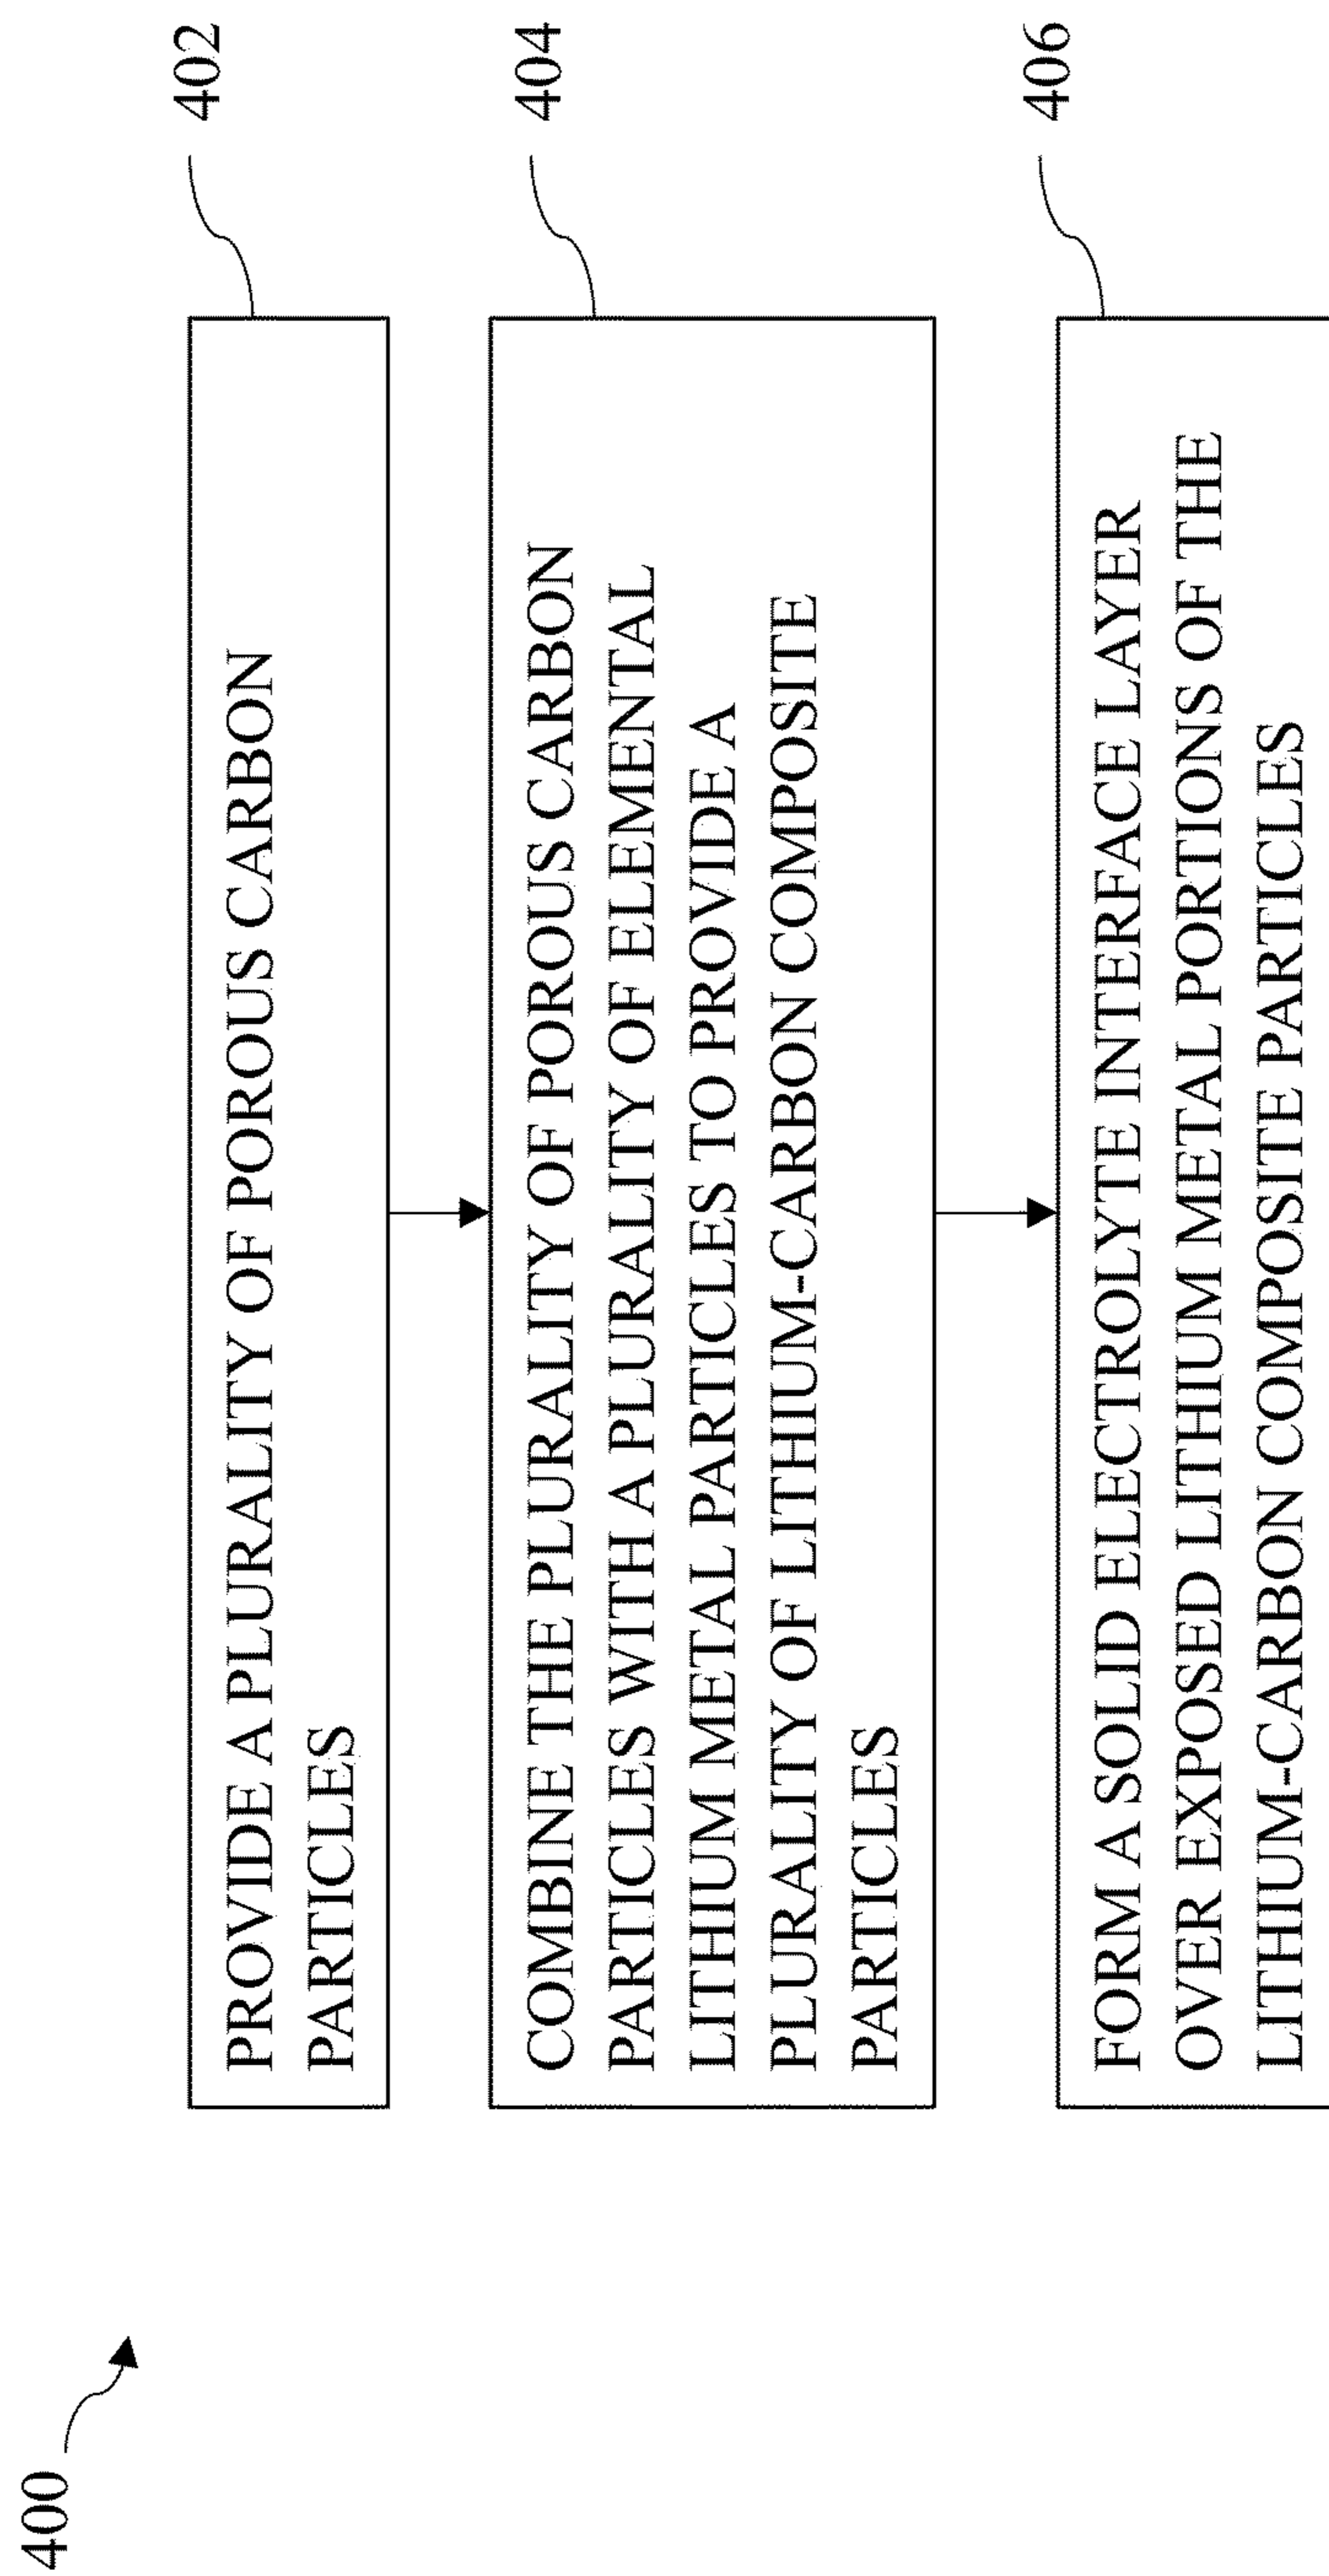 400
402
PROVIDE A PLURALITY OF POROUS CARBON
PARTICLES
404
COMBINE THE PLURALITY OF POROUS CARBON
PARTICLES WITH A PLURALITY OF ELEMENTAL
LITHIUM METAL PARTICLES TO PROVIDE A
PLURALITY OF LITHIUM-CARBON COMPOSITE
PARTICLES
406
FORM A SOLID ELECTROLYTE INTERFACE LAYER
OVER EXPOSED LITHIUM METAL PORTIONS OF THE
LITHIUM-CARBON COMPOSITE PARTICLES